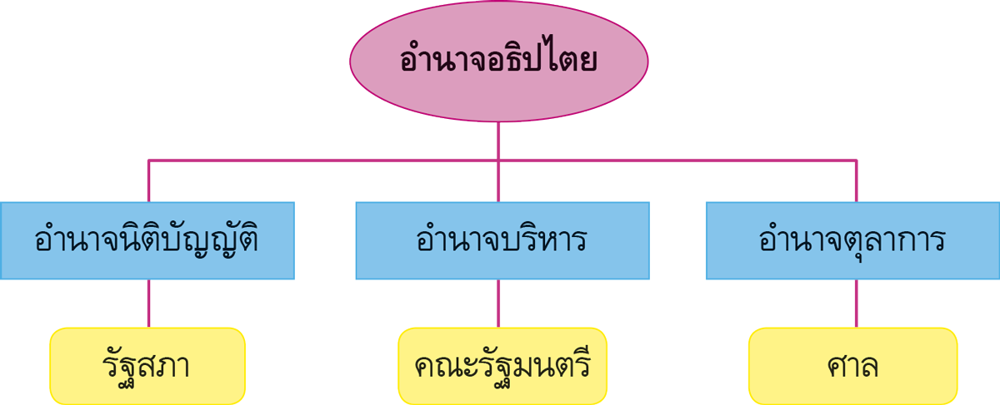 อำนาจอธิปไตย
อำนาจนิติบัญญัติ
อำนาจบริหาร
อำนาจตุลาการ
รัฐสภา
คณะรัฐมนตรี
ศาล